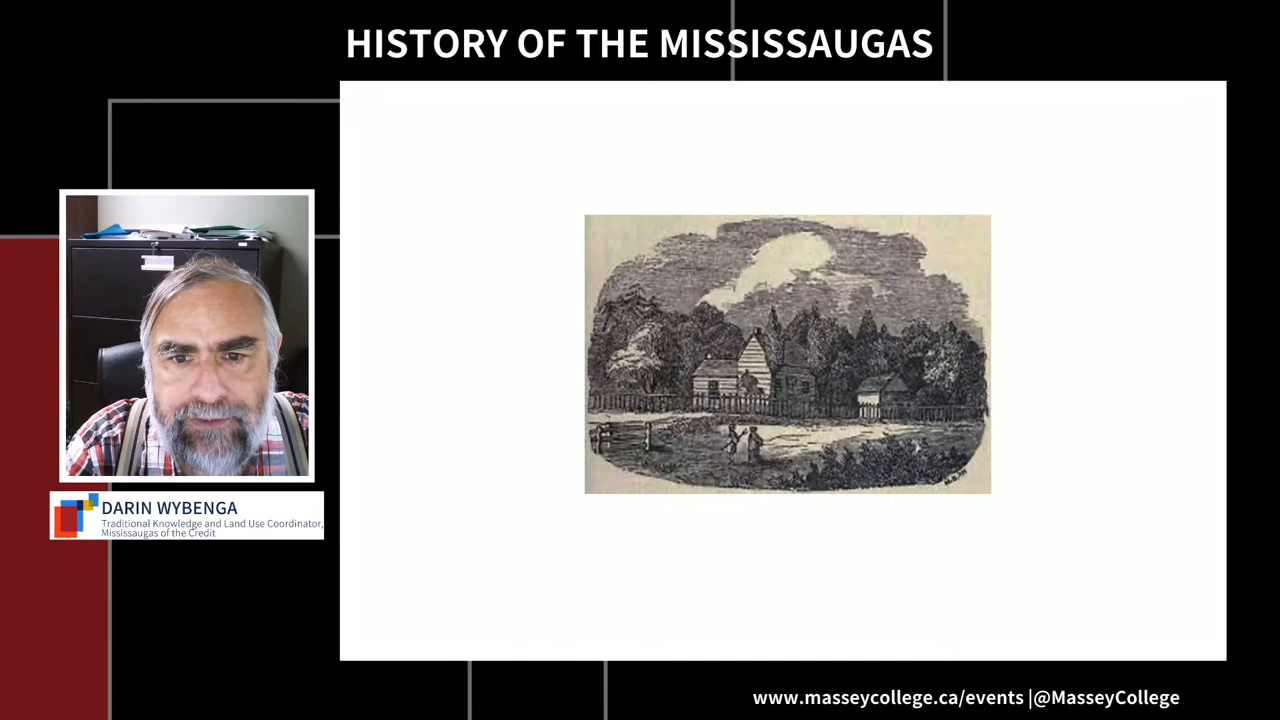 HISTORY OF THE MISSISSAUGAS
DARIN WYBENGA
Traditional Knowledge and Land Use Coordinator,
Mississaugas of the Credit
www.masseycollege.ca/events |@MasseyCollege